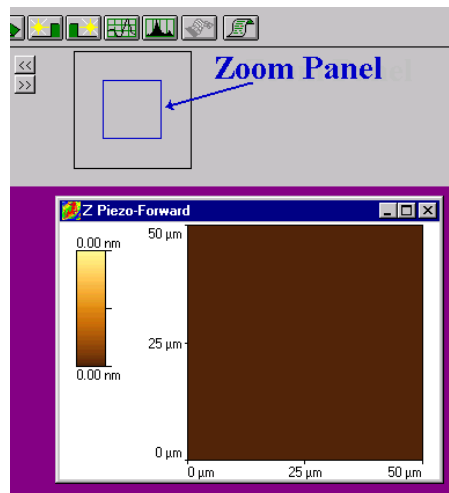 <<
>>
Zoom Panel
Z Piezo-Forward
0.00 nm
0.00 nm
50 µm
25 µm
0 µm
0 µm 25 µm 50 µm